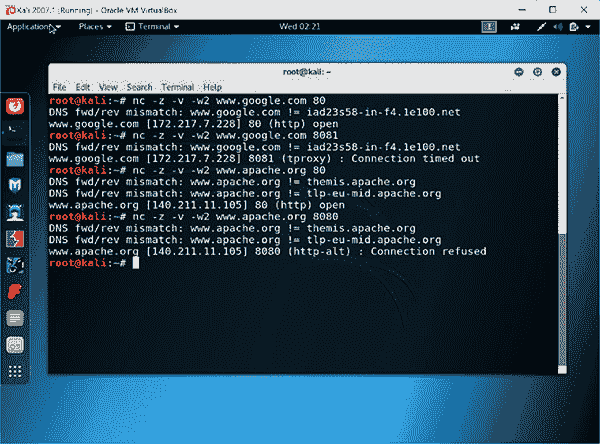 Kali 2007.1 [Running] - Oracle VM VirtualBox
Applications Places Terminal Wed 02:21
root@kali: ~
File Edit View Search Terminal Help
root@kali:~# nc -z -v -w2 www.google.com 80
DNS fwd/rev mismatch: www.google.com != iad23s58-in-f4.1e100.net
www.google.com [172.217.7.228] 80 (http) open
root@kali:~# nc -z -v -w2 www.google.com 8081
DNS fwd/rev mismatch: www.google.com != iad23s58-in-f4.1e100.net
www.google.com [172.217.7.228] 8081 (tproxy) : Connection timed out
root@kali:~# nc -z -v -w2 www.apache.org 80
DNS fwd/rev mismatch: www.apache.org != themis.apache.org
DNS fwd/rev mismatch: www.apache.org != tlp-eu-mid.apache.org
www.apache.org [140.211.11.105] 80 (http) open
root@kali:~# nc -z -v -w2 www.apache.org 8080
DNS fwd/rev mismatch: www.apache.org != themis.apache.org
DNS fwd/rev mismatch: www.apache.org != tlp-eu-mid.apache.org
www.apache.org [140.211.11.105] 8080 (http-alt) : Connection refused
root@kali:~#